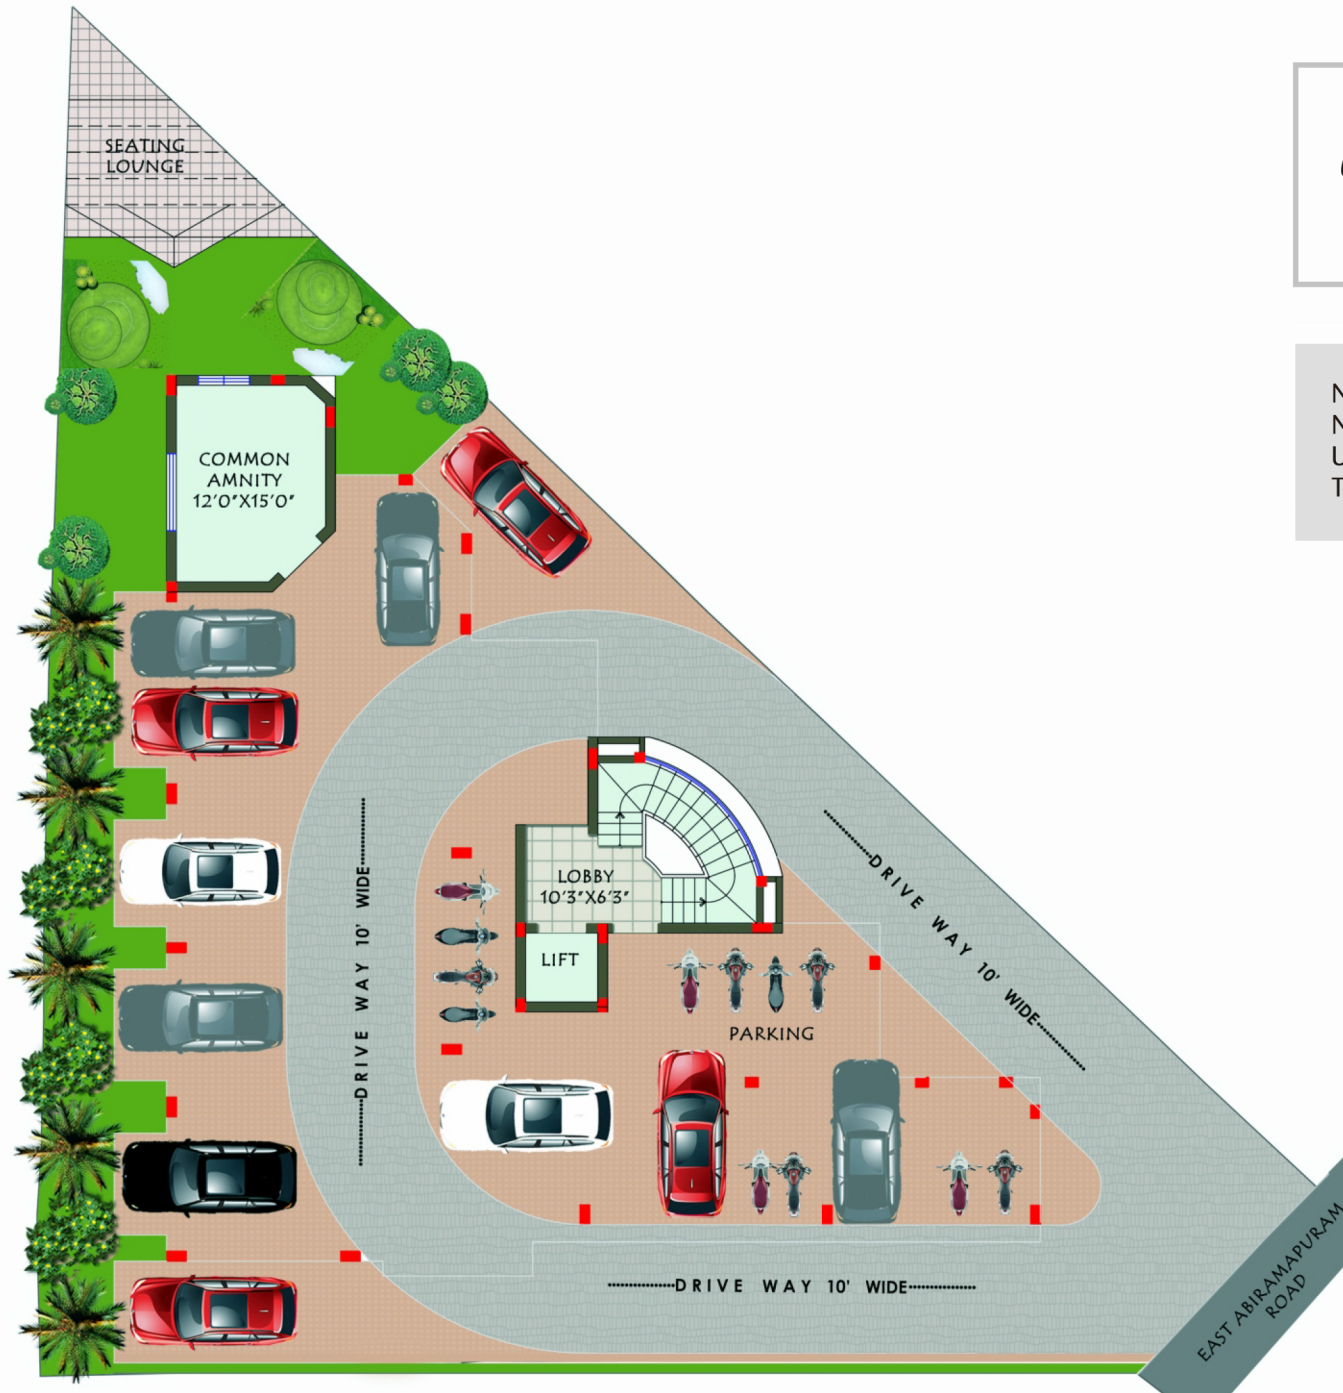 SEATING
LOUNGE
COMMON
AMNITY
12'0"X15'0"
DRIVE WAY 10' WIDE
LOBBY
10'3"X6'3"
LIFT
DRIVE WAY 10' WIDE
PARKING
DRIVE WAY 10' WIDE
EAST ABIRAMAPURAM
ROAD
N
N
U
T